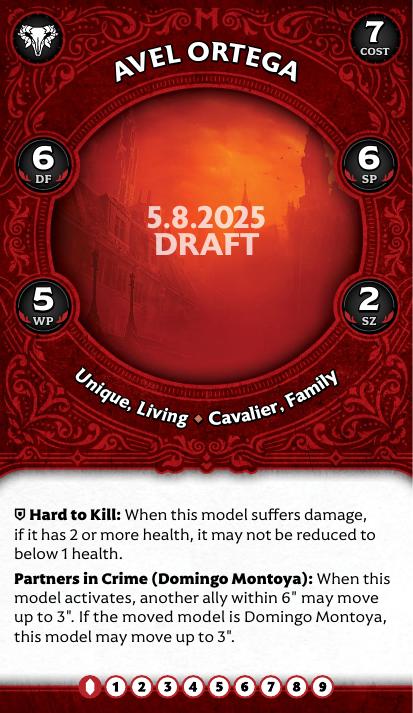 7
COST
AVEL ORTEGA
6
DF
6
SP
5.8.2025
DRAFT
5
WP
2
SZ
Unique, Living ◆ Cavalier, Family
Hard to Kill: When this model suffers damage,
if it has 2 or more health, it may not be reduced to
below 1 health.
Partners in Crime (Domingo Montoya): When this
model activates, another ally within 6" may move
up to 3". If the moved model is Domingo Montoya,
this model may move up to 3".
1 2 3 4 5 6 7 8 9